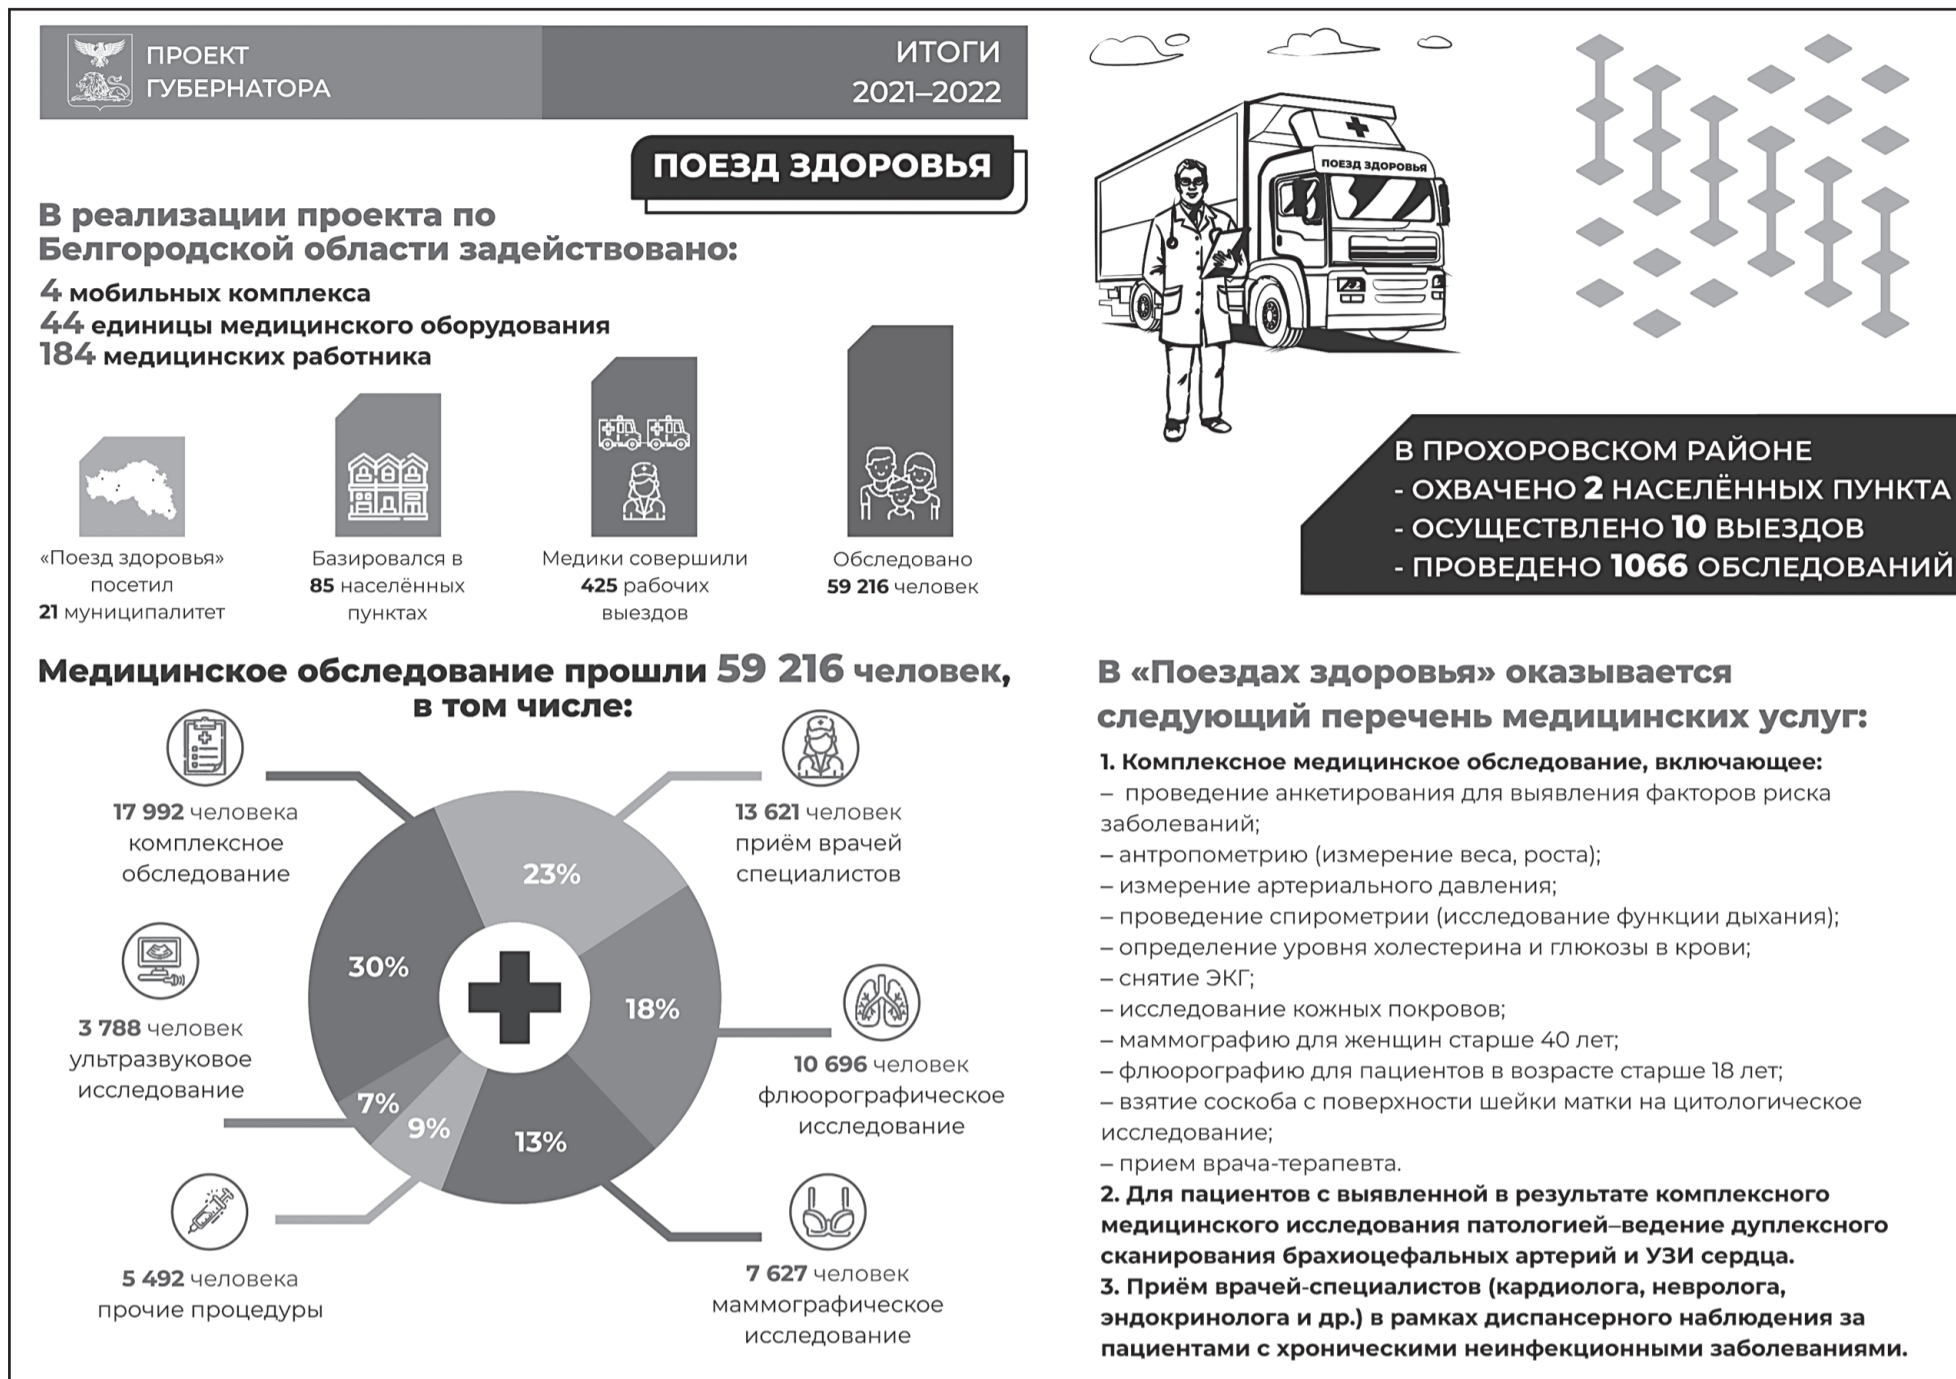 ПРОЕКТ
ГУБЕРНАТОРА
ИТОГИ
2021–2022
ПОЕЗД ЗДОРОВЬЯ
В реализации проекта по
Белгородской области задействовано:
4 мобильных комплекса
44 единицы медицинского оборудования
184 медицинских работника
«Поезд здоровья»
посетил
21 муниципалитет
Базировался в
85 населённых
пунктах
Медики совершили
425 рабочих
выездов
Обследовано
59 216 человек
Медицинское обследование прошли 59 216 человек,
в том числе:
17 992 человека
комплексное
обследование
13 621 человек
приём врачей
специалистов
3 788 человек
ультразвуковое
исследование
10 696 человек
флюорографическое
исследование
5 492 человека
прочие процедуры
7 627 человек
маммографическое
исследование
23%
30%
18%
7%
9%
13%
ПОЕЗД ЗДОРОВЬЯ
В ПРОХОРОВСКОМ РАЙОНЕ
- ОХВАЧЕНО 2 НАСЕЛЁННЫХ ПУНКТА
- ОСУЩЕСТВЛЕНО 10 ВЫЕЗДОВ
- ПРОВЕДЕНО 1066 ОБСЛЕДОВАНИЙ
В «Поездах здоровья» оказывается
следующий перечень медицинских услуг:
1. Комплексное медицинское обследование, включающее:
– проведение анкетирования для выявления факторов риска
заболеваний;
– антропометрию (измерение веса, роста);
– измерение артериального давления;
– проведение спирометрии (исследование функции дыхания);
– определение уровня холестерина и глюкозы в крови;
– снятие ЭКГ;
– исследование кожных покровов;
– маммографию для женщин старше 40 лет;
– флюорографию для пациентов в возрасте старше 18 лет;
– взятие соскоба с поверхности шейки матки на цитологическое
исследование;
– прием врача-терапевта.
2. Для пациентов с выявленной в результате комплексного
медицинского исследования патологией–ведение дуплексного
сканирования брахиоцефальных артерий и УЗИ сердца.
3. Приём врачей-специалистов (кардиолога, невролога,
эндокринолога и др.) в рамках диспансерного наблюдения за
пациентами с хроническими неинфекционными заболеваниями.